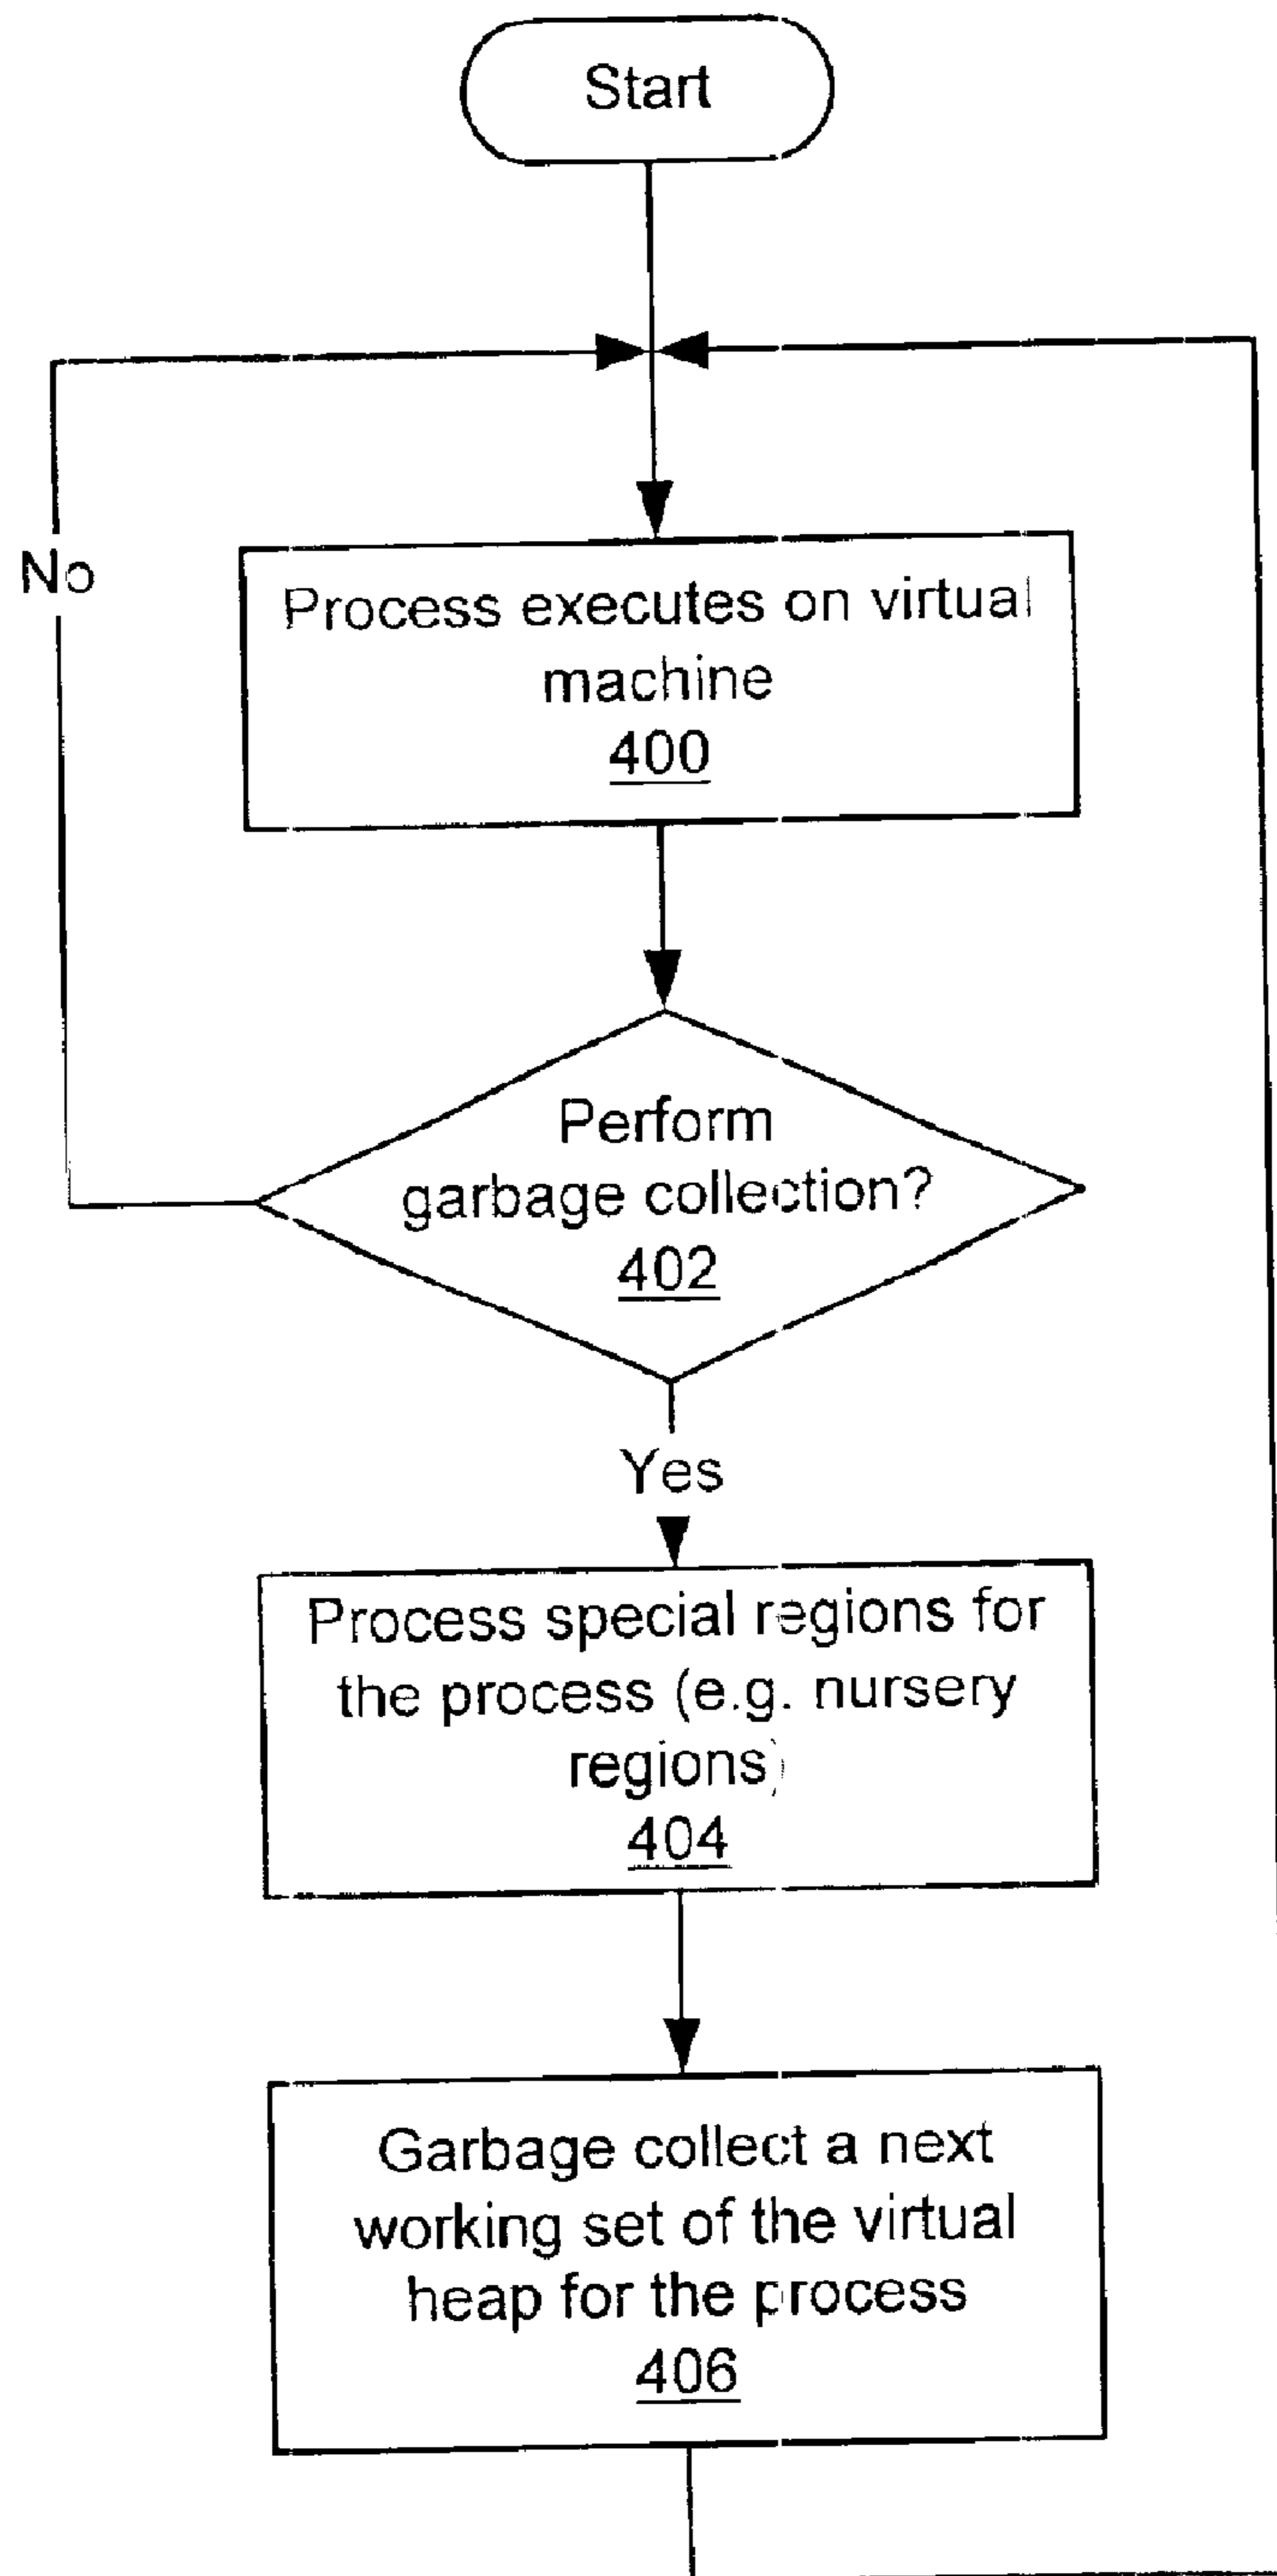 Start
No
Process executes on virtual
machine
400
Perform
garbage collection?
402
Yes
Process special regions for
the process (e.g. nursery
regions)
404
Garbage collect a next
working set of the virtual
heap for the process
406